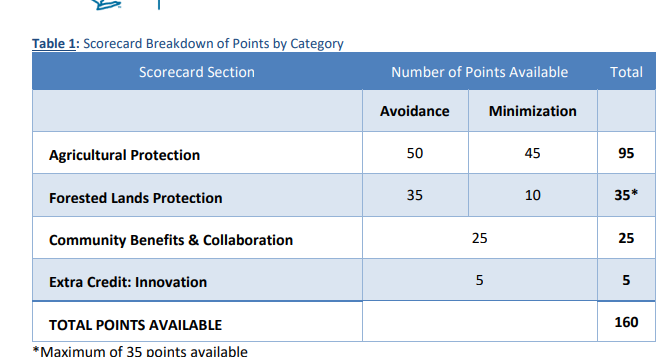 Table 1: Scorecard Breakdown of Points by Category
Scorecard Section Number of Points Available Total
Avoidance Minimization
Agricultural Protection 50 45 95
Forested Lands Protection 35 10 35*
Community Benefits & Collaboration 25 25
Extra Credit: Innovation 5 5
TOTAL POINTS AVAILABLE 160
*Maximum of 35 points available